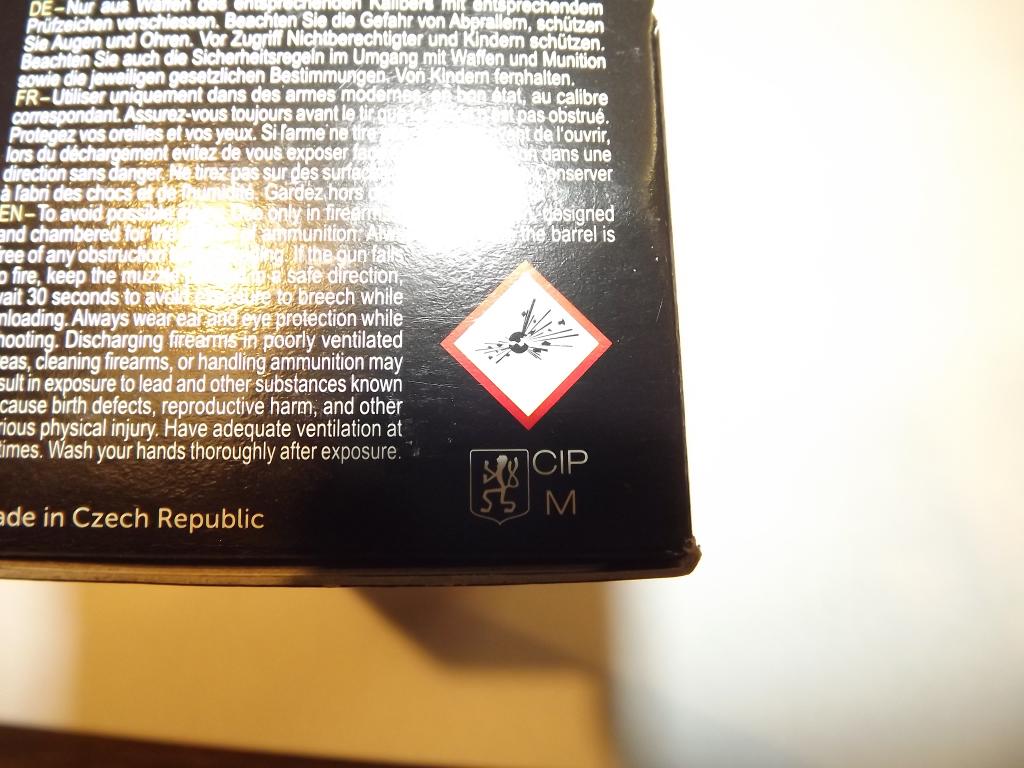 DE–Nur aus Waffen des entsprechenden Kalibers mit entsprechendem
Prüfzeichen verschiessen. Beachten Sie die Gefahr von Abprallern, schützen
Sie Augen und Ohren. Vor Zugriff Nichtberechtigter und Kindern schützen.
Beachten Sie auch die Sicherheitsregeln im Umgang mit Waffen und Munition
sowie die jeweiligen gesetzlichen Bestimmungen. Von Kindern fernhalten.
FR–Utiliser uniquement dans des armes modernes, en bon état, au calibre
correspondant. Assurez-vous toujours avant le tir que pas obstrué.
Protegez vos oreilles et vos yeux. Si l'arme ne tire de l'ouvrir,
lors du déchargement evitez de vous exposer dans une
direction sans danger. Ne tirez pas sur des
à l'abri des chocs et de l'humidité. Gardez hors
EN–To avoid possible only in firearms designed
and chambered for ammunition. the barrel is
free of any obstruction If the gun fails
to fire, keep the muzzle a safe direction,
wait 30 seconds to avoid exposure to breech while
unloading. Always wear ear and eye protection while
shooting. Discharging firearms in poorly ventilated
areas, cleaning firearms, or handling ammunition may
sult in exposure to lead and other substances known
cause birth defects, reproductive harm, and other
rious physical injury. Have adequate ventilation at
times. Wash your hands thoroughly after exposure.
ade in Czech Republic
CIP
M